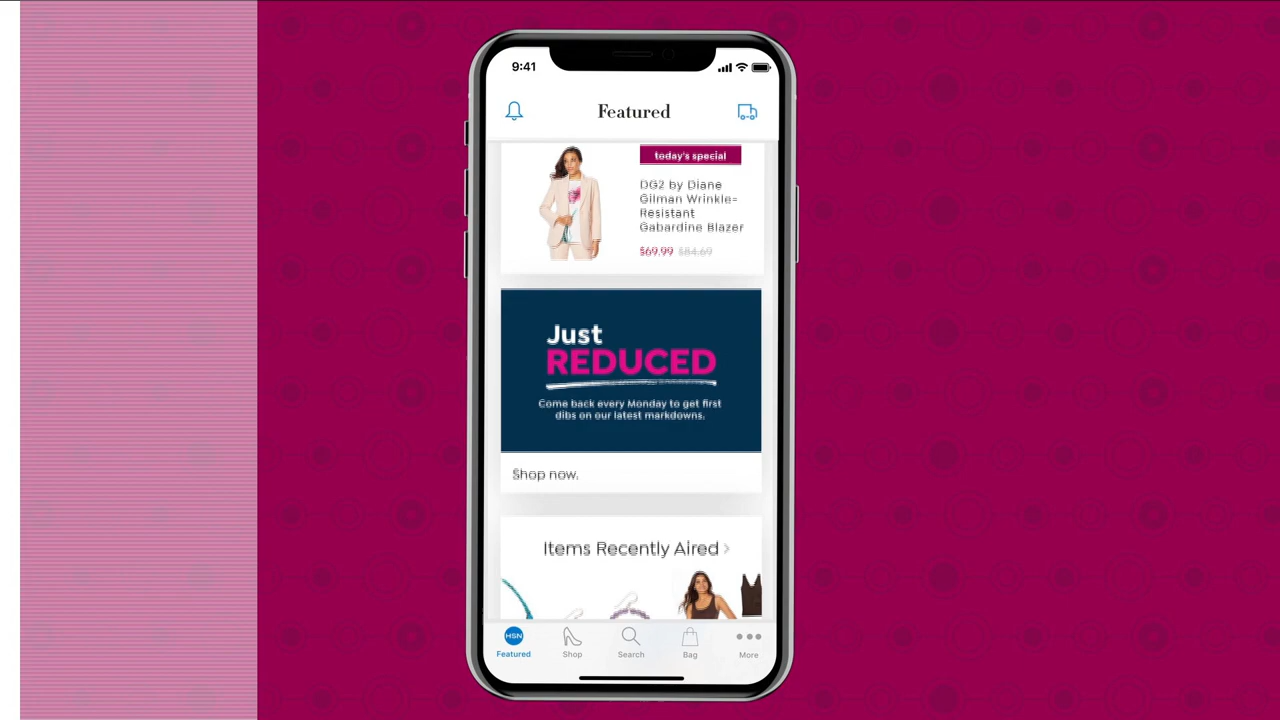 9:41
Featured
today's special
DG2 by Diane
Gilman Wrinkle-
Resistant
Gabardine Blazer
$69.99 $84.69
Just
REDUCED
Come back every Monday to get first
dibs on our latest markdowns.
Shop now.
Items Recently Aired >
HSN
Featured
Shop
Search
Bag
More